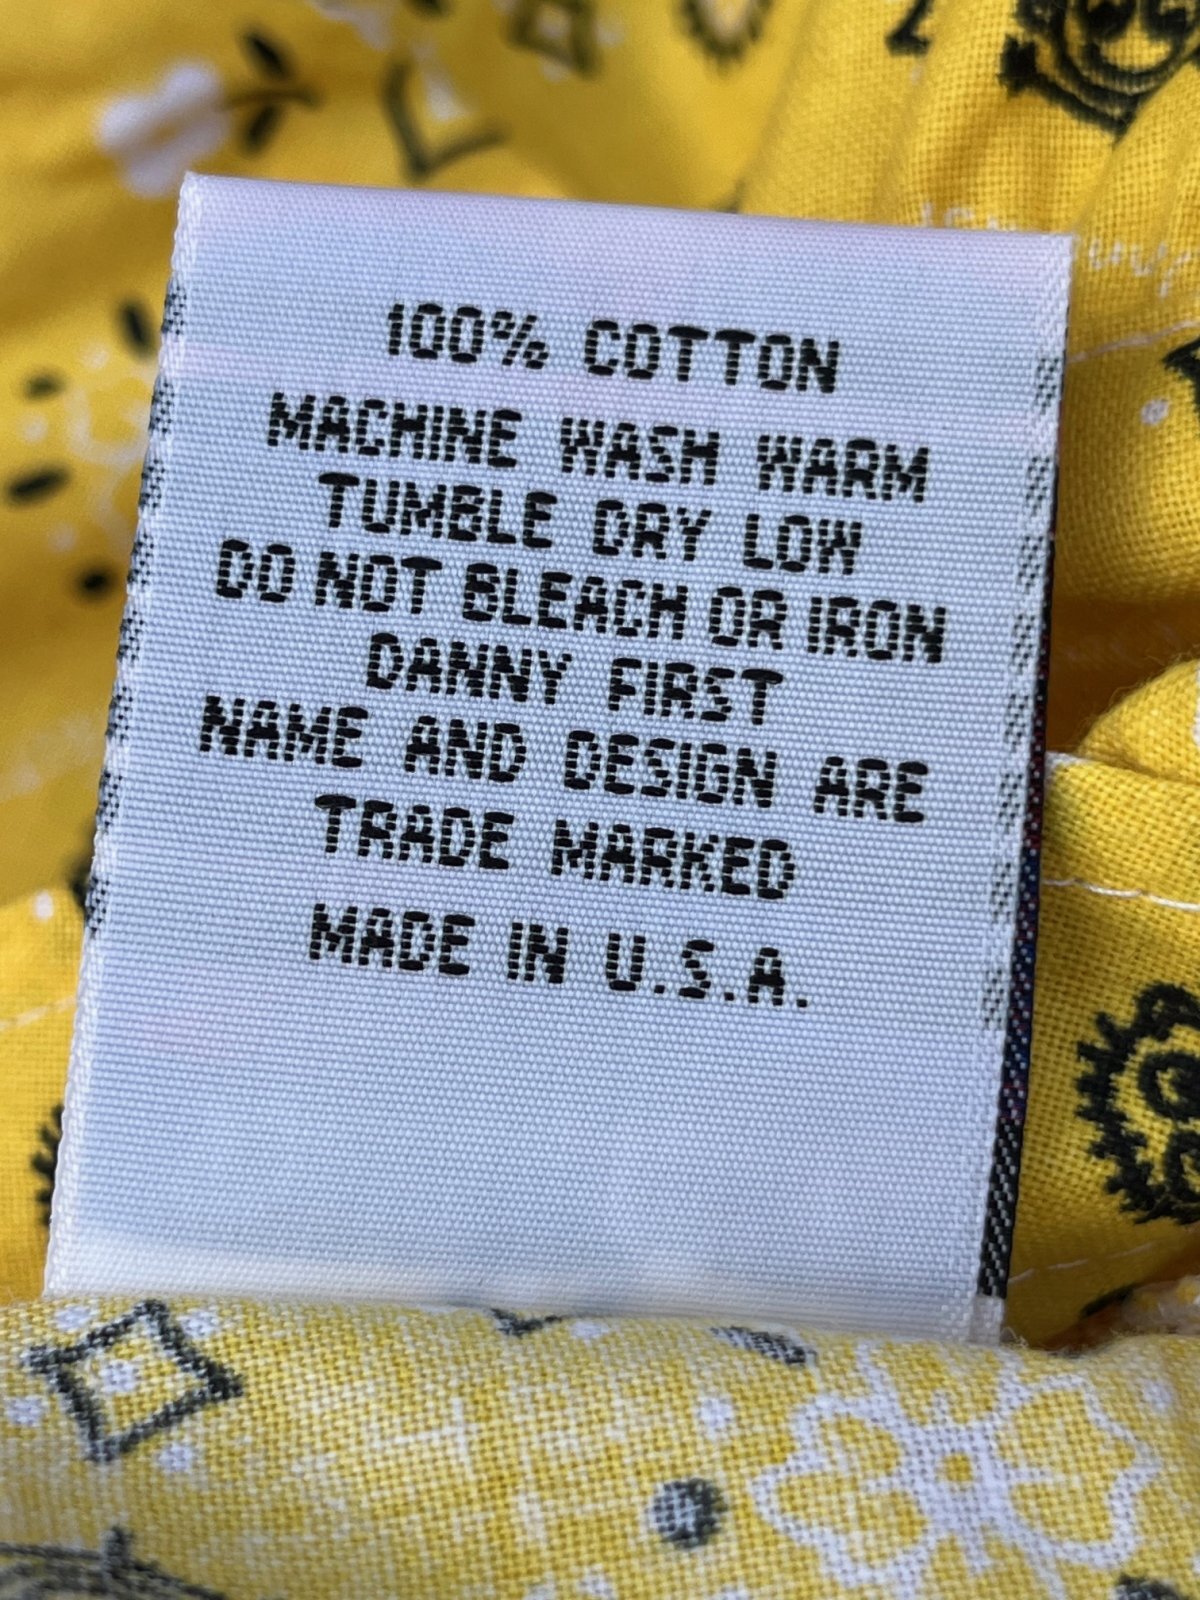 100% COTTON
MACHINE WASH WARM
TUMBLE DRY LOW
DO NOT BLEACH OR IRON
DANNY FIRST
NAME AND DESIGN ARE
TRADE MARKED
MADE IN U.S.A.